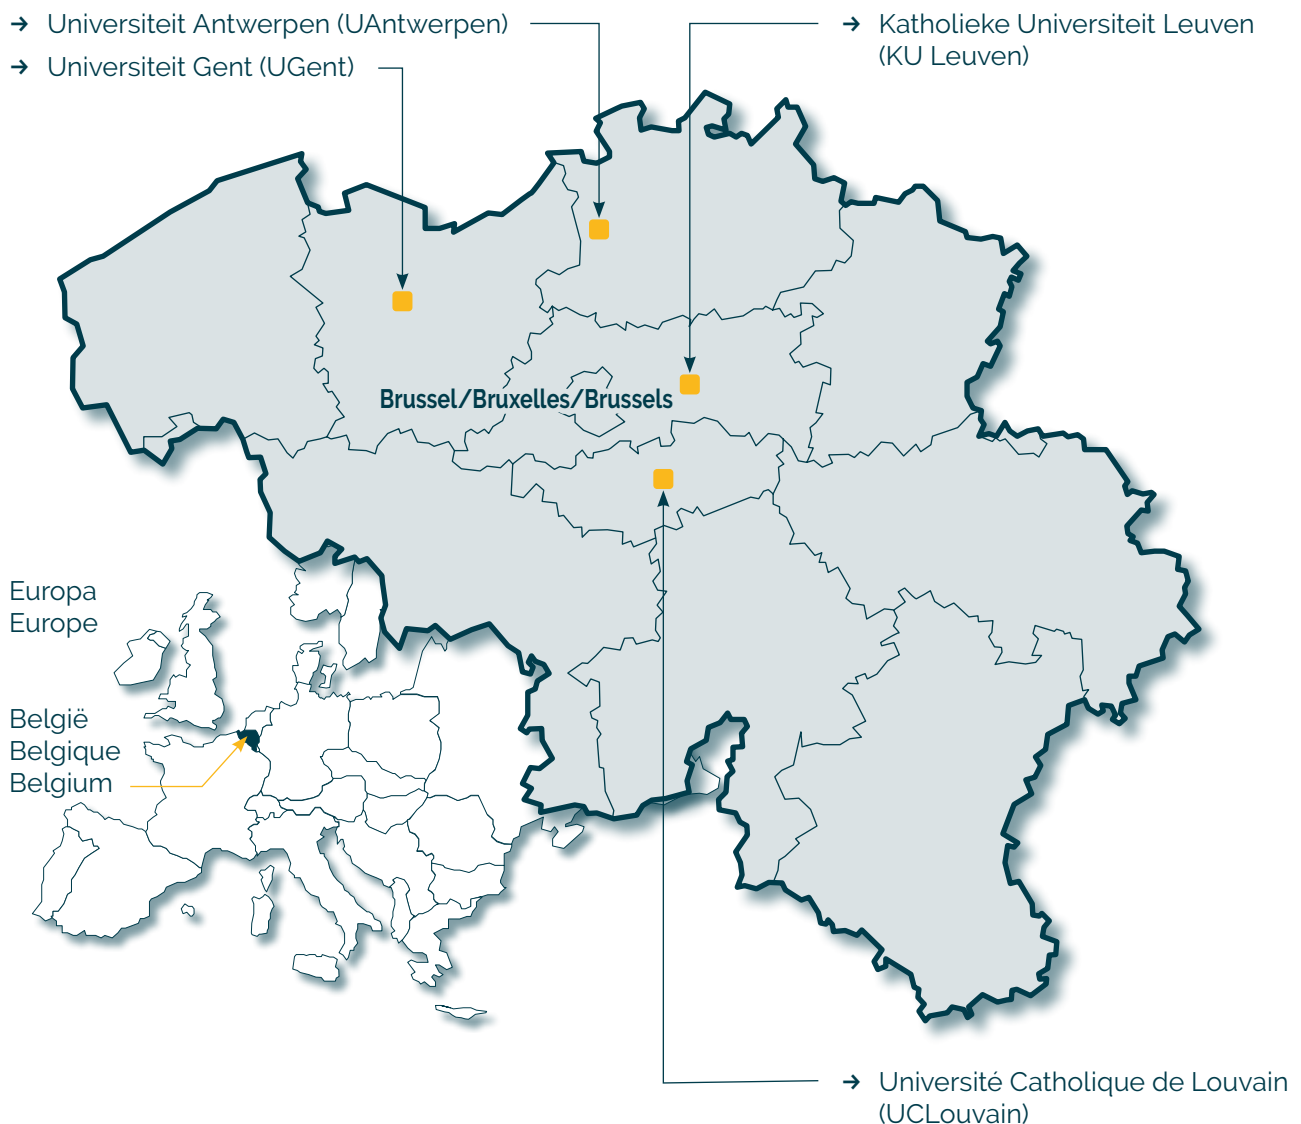 → Universiteit Antwerpen (UAntwerpen)
→ Universiteit Gent (UGent)
→ Katholieke Universiteit Leuven
(KU Leuven)
Brussel/Bruxelles/Brussels
Europa
Europe
België
Belgique
Belgium
→ Université Catholique de Louvain
(UCLouvain)